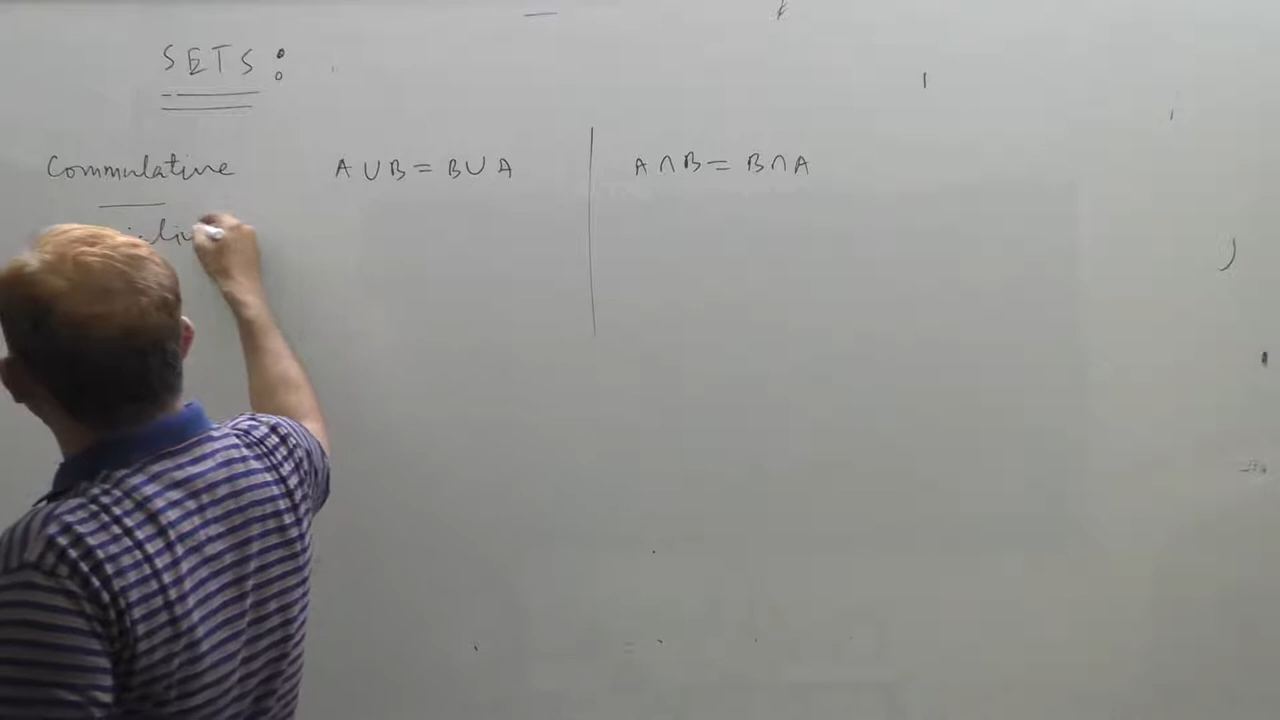 SETS:
Commulative A∪B = B∪A A∩B = B∩A